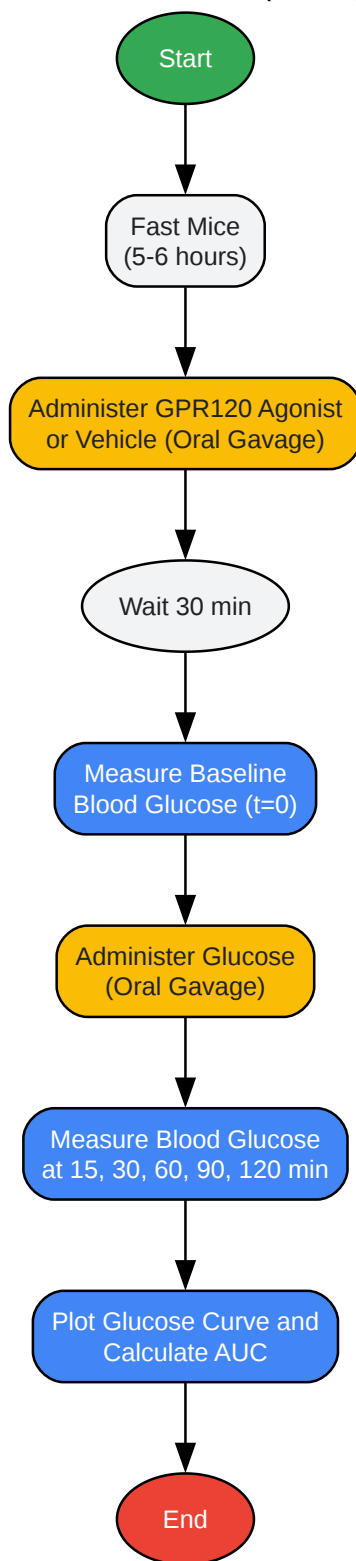 Start
Fast Mice
(5-6 hours)
Administer GPR120 Agonist
or Vehicle (Oral Gavage)
Wait 30 min
Measure Baseline
Blood Glucose (t=0)
Administer Glucose
(Oral Gavage)
Measure Blood Glucose
at 15, 30, 60, 90, 120 min
Plot Glucose Curve and
Calculate AUC
End